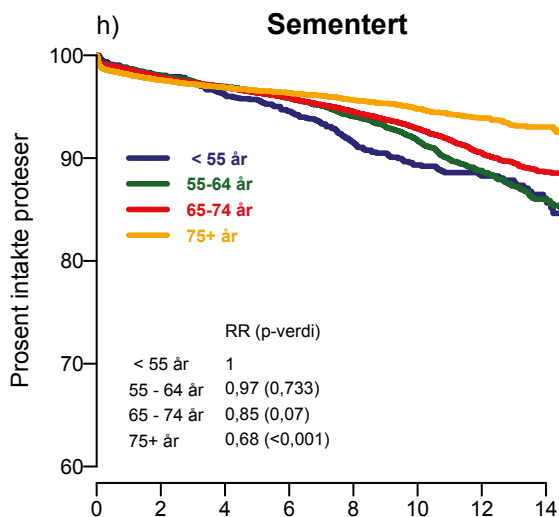 h) Sementert
Prosent intakte proteser
100
90
80
70
60
< 55 år
55-64 år
65-74 år
75+ år
RR (p-verdi)
< 55 år 1
55 - 64 år 0,97 (0,733)
65 - 74 år 0,85 (0,07)
75+ år 0,68 (<0,001)
0 2 4 6 8 10 12 14